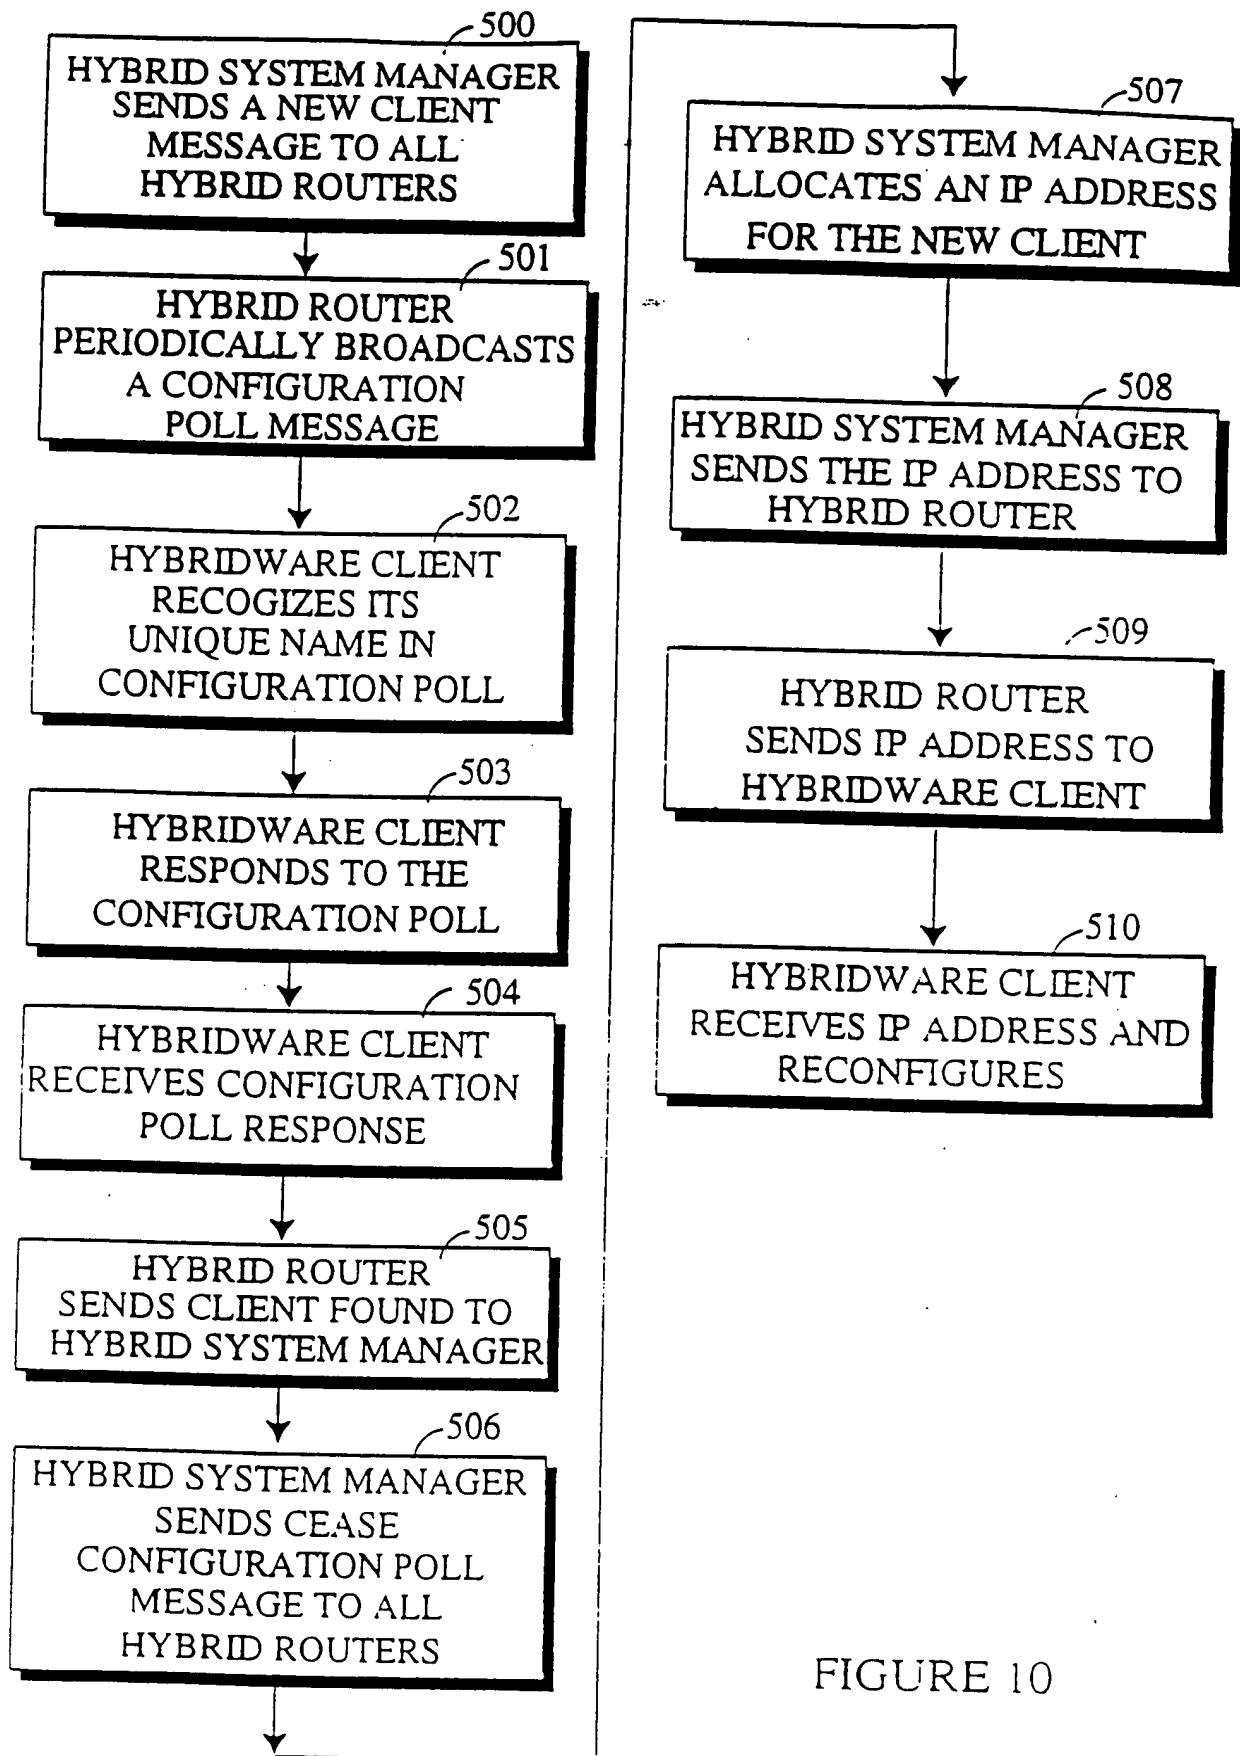 500
HYBRID SYSTEM MANAGER
SENDS A NEW CLIENT
MESSAGE TO ALL
HYBRID ROUTERS
501
HYBRID ROUTER
PERIODICALLY BROADCASTS
A CONFIGURATION
POLL MESSAGE
502
HYBRIDWARE CLIENT
RECOGIZES ITS
UNIQUE NAME IN
CONFIGURATION POLL
503
HYBRIDWARE CLIENT
RESPONDS TO THE
CONFIGURATION POLL
504
HYBRIDWARE CLIENT
RECEIVES CONFIGURATION
POLL RESPONSE
505
HYBRID ROUTER
SENDS CLIENT FOUND TO
HYBRID SYSTEM MANAGER
506
HYBRID SYSTEM MANAGER
SENDS CEASE
CONFIGURATION POLL
MESSAGE TO ALL
HYBRID ROUTERS
507
HYBRID SYSTEM MANAGER
ALLOCATES AN IP ADDRESS
FOR THE NEW CLIENT
508
HYBRID SYSTEM MANAGER
SENDS THE IP ADDRESS TO
HYBRID ROUTER
509
HYBRID ROUTER
SENDS IP ADDRESS TO
HYBRIDWARE CLIENT
510
HYBRIDWARE CLIENT
RECEIVES IP ADDRESS AND
RECONFIGURES
FIGURE 10